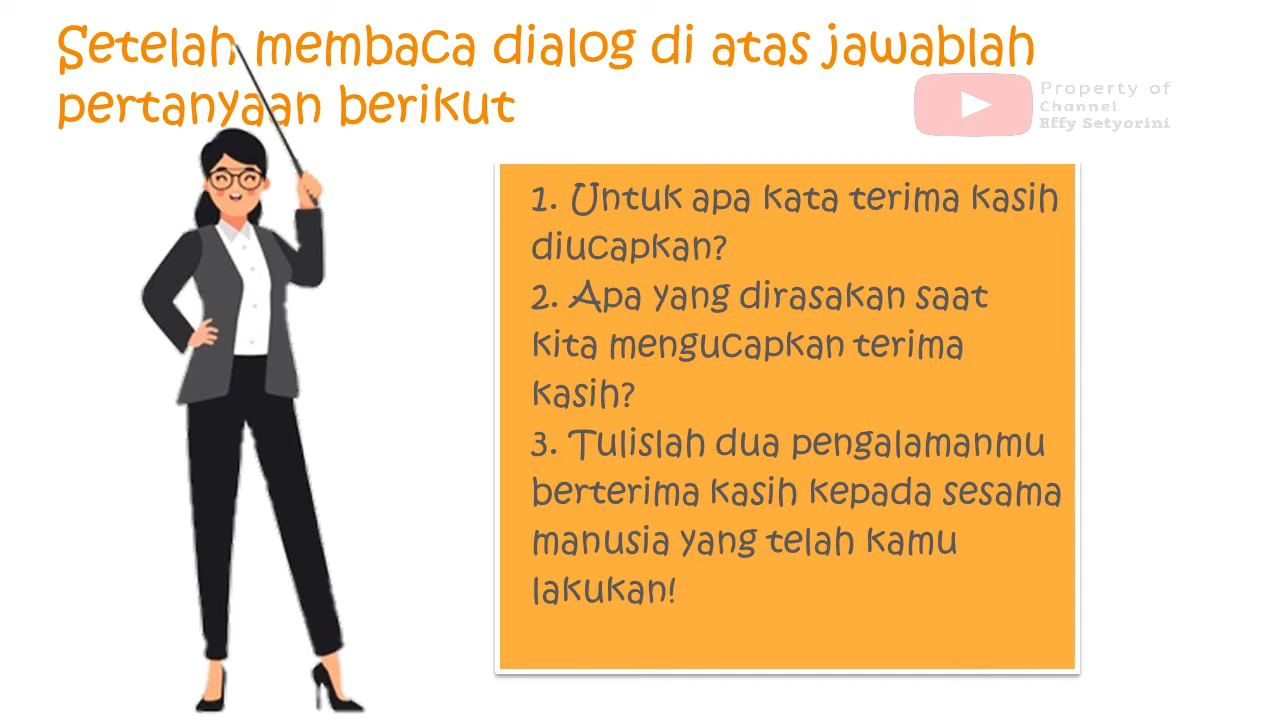 Setelah membaca dialog di atas jawablah
pertanyaan berikut
Property of
Channel
Effy Setyorini
1. Untuk apa kata terima kasih
diucapkan?
2. Apa yang dirasakan saat
kita mengucapkan terima
kasih?
3. Tulislah dua pengalamanmu
berterima kasih kepada sesama
manusia yang telah kamu
lakukan!